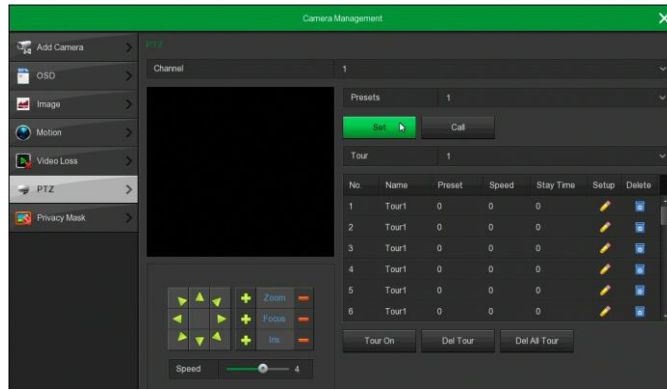 Camera Management
Add Camera
OSD
Image
Motion
Video Loss
PTZ
Privacy Mask
PTZ
Channel 1
Presets 1
Set Call
Tour 1
No. Name Preset Speed Stay Time Setup Delete
1 Tour1 0 0 0
2 Tour1 0 0 0
3 Tour1 0 0 0
4 Tour1 0 0 0
5 Tour1 0 0 0
6 Tour1 0 0 0
Zoom
Focus
Iris
Speed 4
Tour On Del Tour Del All Tour